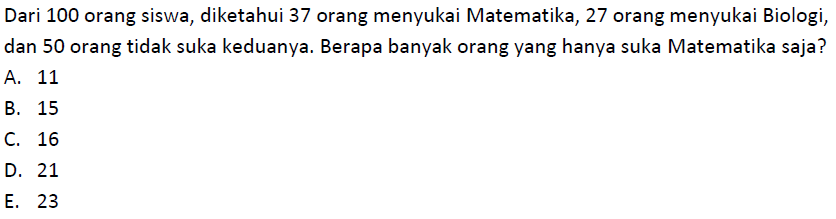 Dari 100 orang siswa, diketahui 37 orang menyukai Matematika, 27 orang menyukai Biologi,
dan 50 orang tidak suka keduanya. Berapa banyak orang yang hanya suka Matematika saja?
A. 11
B. 15
C. 16
D. 21
E. 23